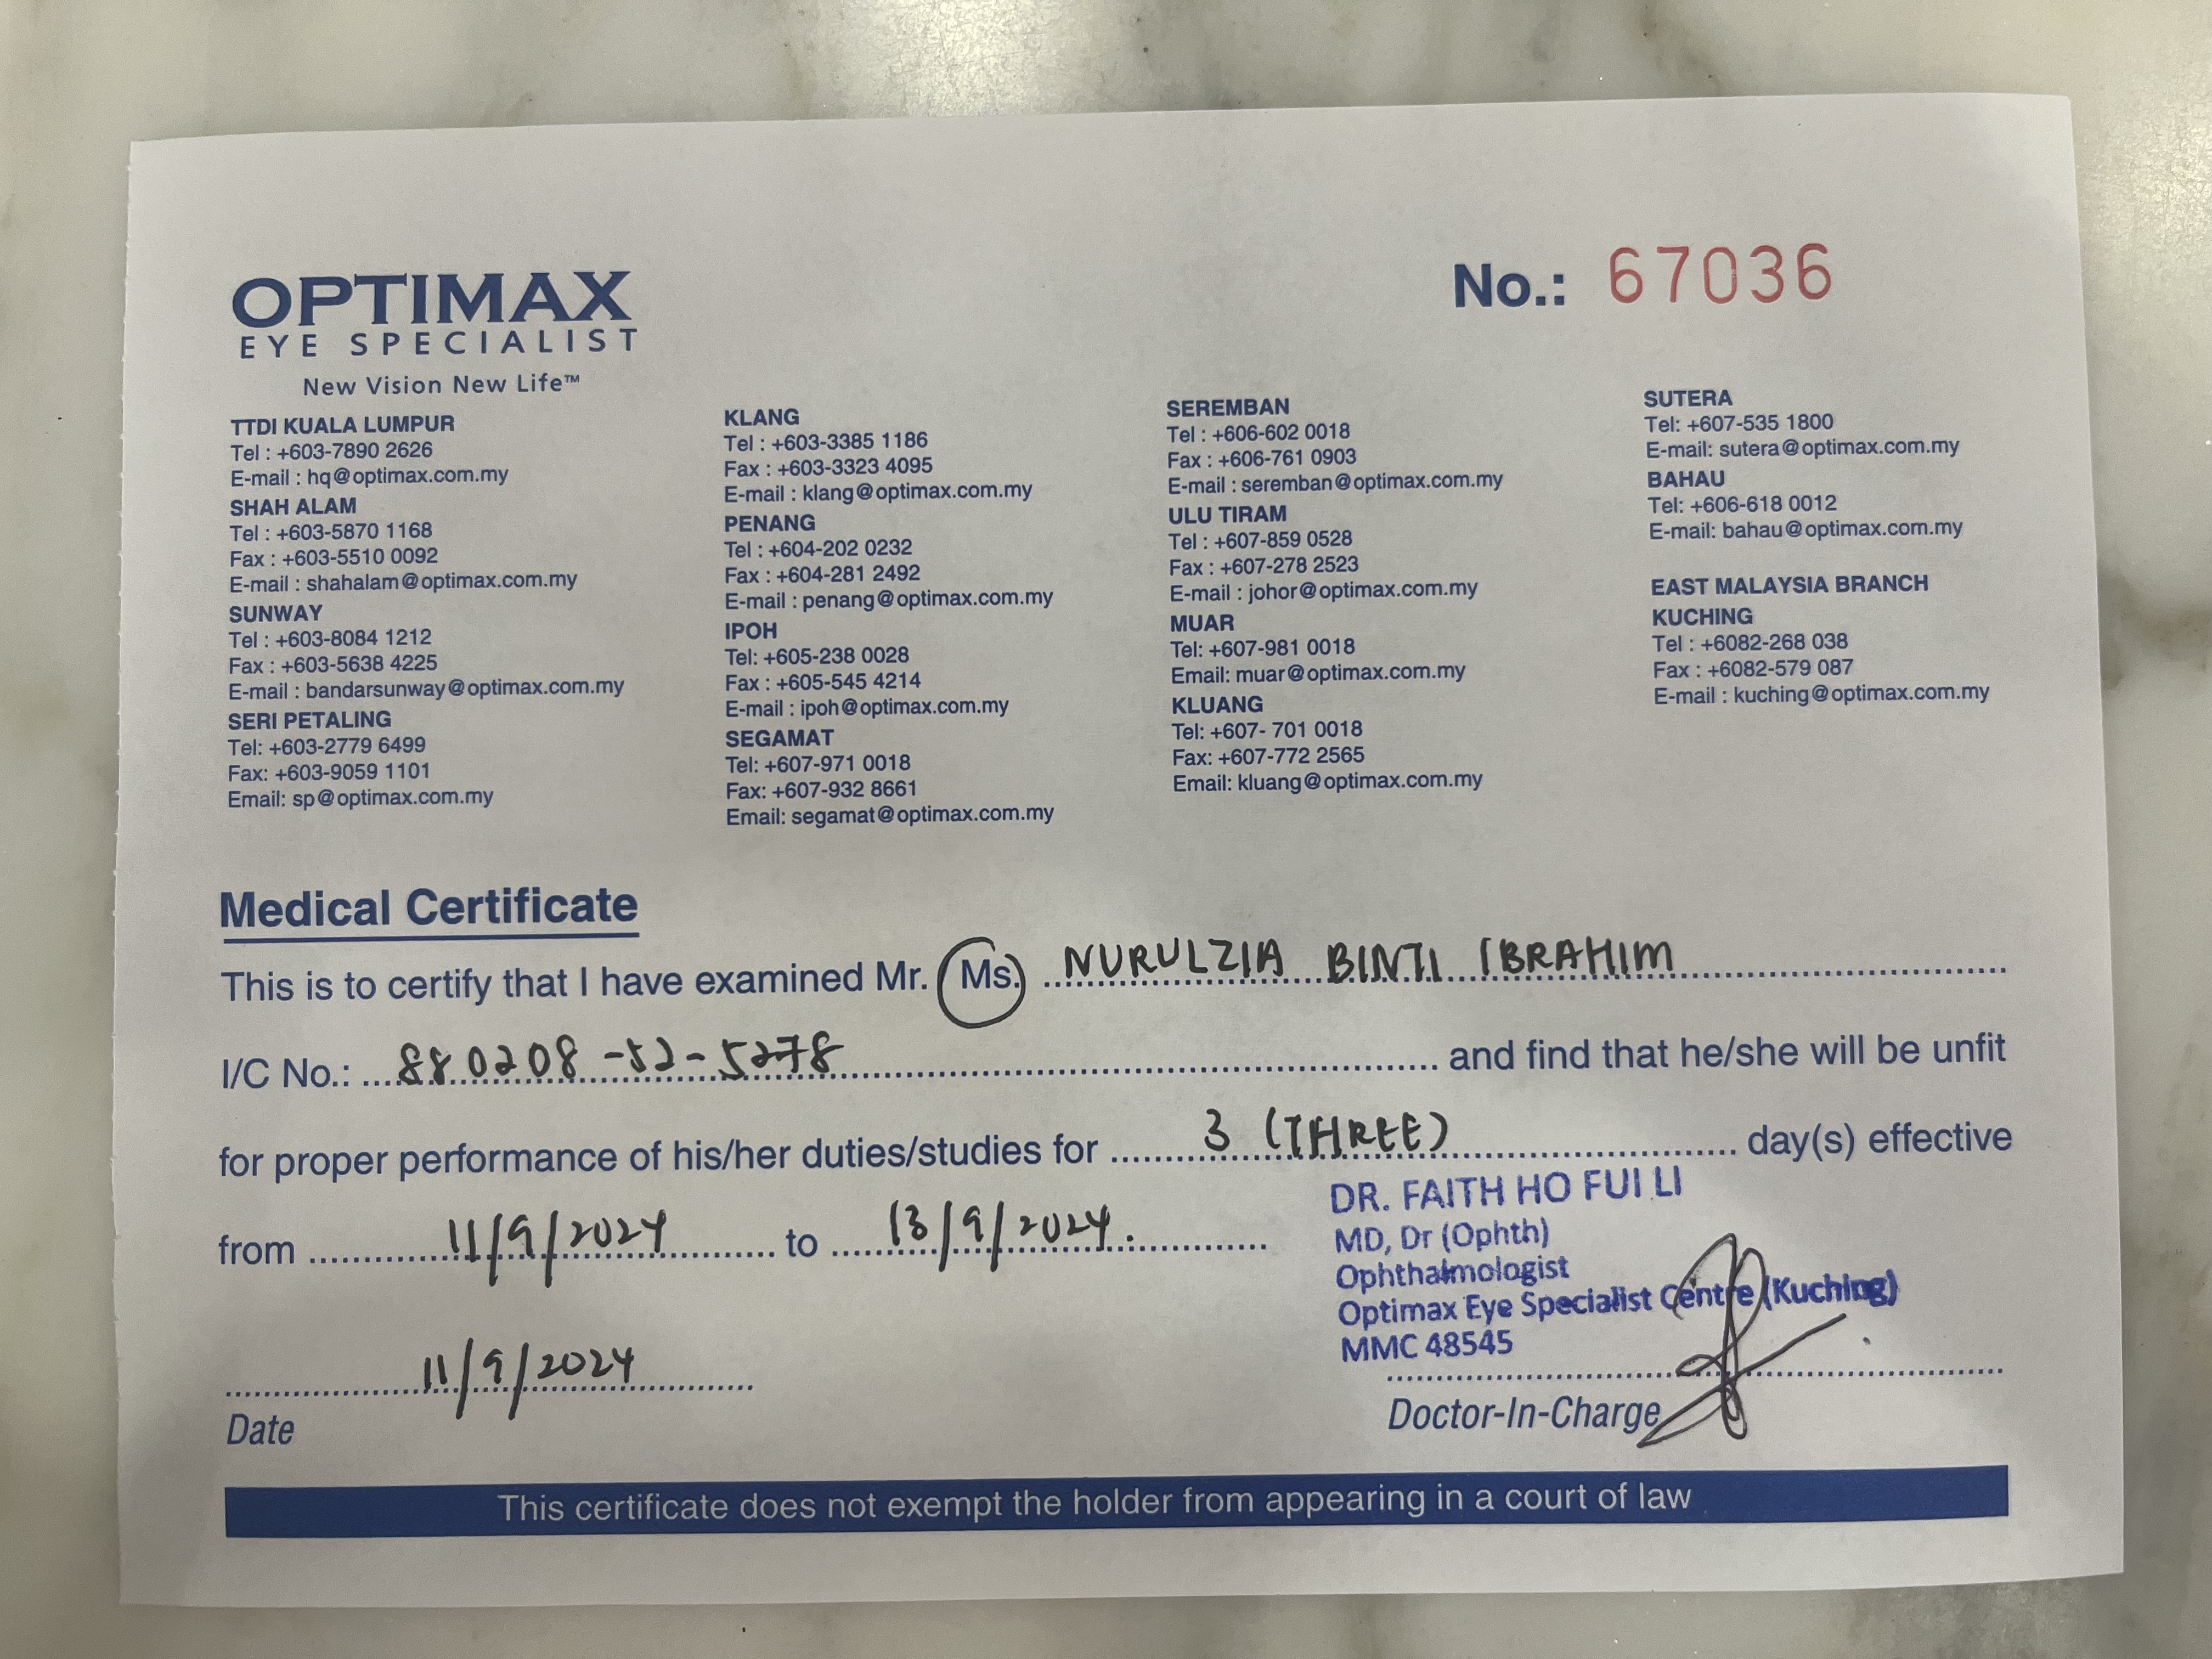 OPTIMAX
EYE SPECIALIST
New Vision New Life™
No.: 67036
TTDI KUALA LUMPUR
Tel : +603-7890 2626
E-mail : hq@optimax.com.my
SHAH ALAM
Tel : +603-5870 1168
Fax : +603-5510 0092
E-mail : shahalam@optimax.com.my
SUNWAY
Tel : +603-8084 1212
Fax : +603-5638 4225
E-mail : bandarsunway@optimax.com.my
SERI PETALING
Tel: +603-2779 6499
Fax: +603-9059 1101
Email: sp@optimax.com.my
KLANG
Tel : +603-3385 1186
Fax : +603-3323 4095
E-mail : klang@optimax.com.my
PENANG
Tel : +604-202 0232
Fax : +604-281 2492
E-mail : penang@optimax.com.my
IPOH
Tel: +605-238 0028
Fax : +605-545 4214
E-mail : ipoh@optimax.com.my
SEGAMAT
Tel: +607-971 0018
Fax: +607-932 8661
Email: segamat@optimax.com.my
SEREMBAN
Tel : +606-602 0018
Fax : +606-761 0903
E-mail : seremban@optimax.com.my
ULU TIRAM
Tel : +607-859 0528
Fax : +607-278 2523
E-mail : johor@optimax.com.my
MUAR
Tel: +607-981 0018
Email: muar@optimax.com.my
KLUANG
Tel: +607- 701 0018
Fax: +607-772 2565
Email: kluang@optimax.com.my
SUTERA
Tel: +607-535 1800
E-mail: sutera@optimax.com.my
BAHAU
Tel: +606-618 0012
E-mail: bahau@optimax.com.my
EAST MALAYSIA BRANCH
KUCHING
Tel : +6082-268 038
Fax : +6082-579 087
E-mail : kuching@optimax.com.my
Medical Certificate
This is to certify that I have examined Mr. Ms. NURULZIA BINTI IBRAHIM
I/C No.: 880208-52-5278 and find that he/she will be unfit
for proper performance of his/her duties/studies for 3 (THREE) day(s) effective
from 11/9/2024 to 13/9/2024.
DR. FAITH HO FUI LI
MD, Dr (Ophth)
Ophthalmologist
Optimax Eye Specialist Centre (Kuching)
MMC 48545
11/9/2024
Date
Doctor-In-Charge
This certificate does not exempt the holder from appearing in a court of law